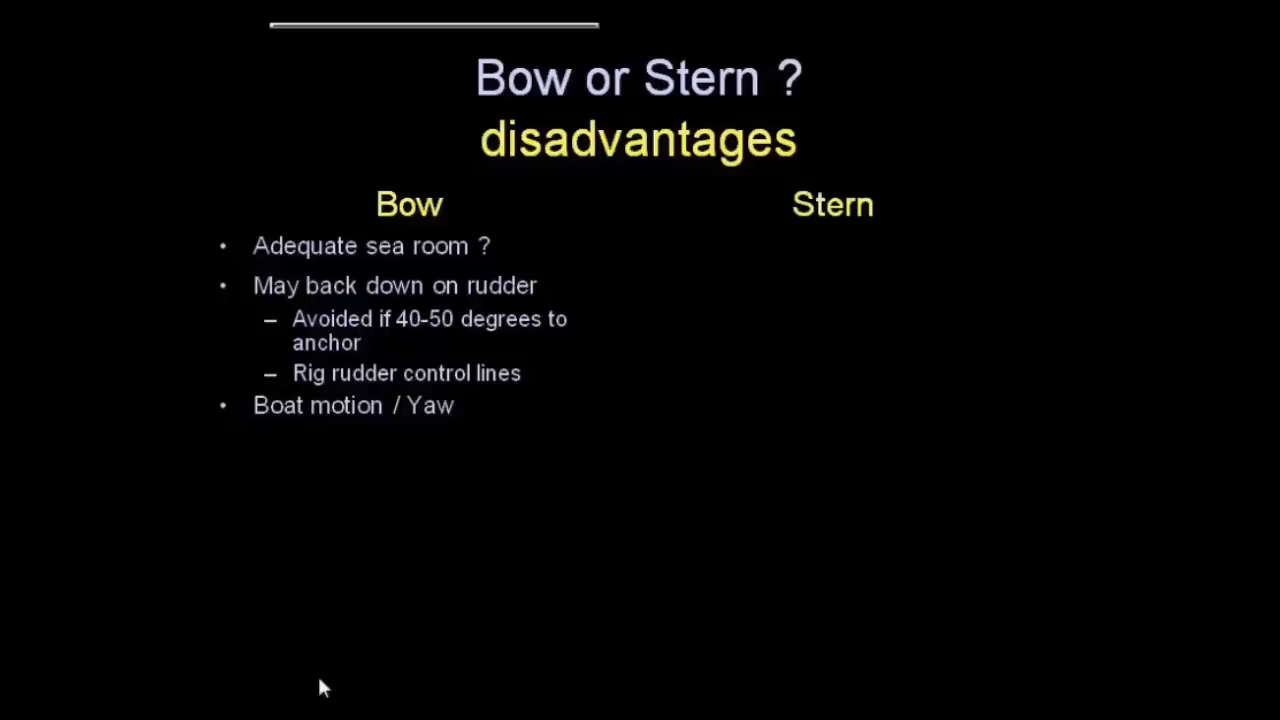 Bow or Stern ?
disadvantages
Bow
Stern
• Adequate sea room ?
• May back down on rudder
– Avoided if 40-50 degrees to
anchor
– Rig rudder control lines
• Boat motion / Yaw